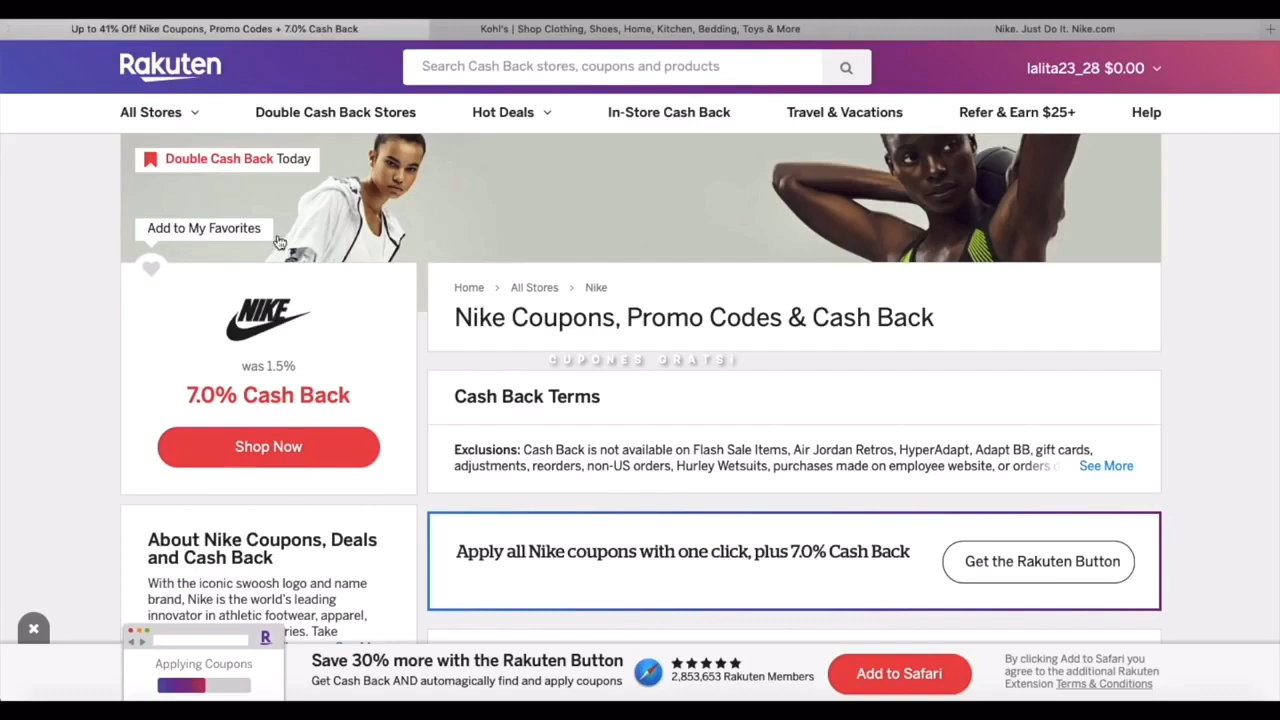 Up to 41% Off Nike Coupons, Promo Codes + 7.0% Cash Back
Kohl's | Shop Clothing, Shoes, Home, Kitchen, Bedding, Toys & More
Nike. Just Do It. Nike.com
Rakuten
Search Cash Back stores, coupons and products
lalita23_28 $0.00
All Stores
Double Cash Back Stores
Hot Deals
In-Store Cash Back
Travel & Vacations
Refer & Earn $25+
Help
Double Cash Back Today
Add to My Favorites
NIKE
was 1.5%
7.0% Cash Back
Shop Now
Home > All Stores > Nike
Nike Coupons, Promo Codes & Cash Back
CUPONES GRATS!
Cash Back Terms
Exclusions: Cash Back is not available on Flash Sale Items, Air Jordan Retros, HyperAdapt, Adapt BB, gift cards,
adjustments, reorders, non-US orders, Hurley Wetsuits, purchases made on employee website, or orders
See More
Apply all Nike coupons with one click, plus 7.0% Cash Back
Get the Rakuten Button
About Nike Coupons, Deals
and Cash Back
With the iconic swoosh logo and name
brand, Nike is the world's leading
innovator in athletic footwear, apparel,
Take
R
Applying Coupons
Save 30% more with the Rakuten Button
Get Cash Back AND automagically find and apply coupons
2,853,653 Rakuten Members
Add to Safari
By clicking Add to Safari you
agree to the additional Rakuten
Extension Terms & Conditions